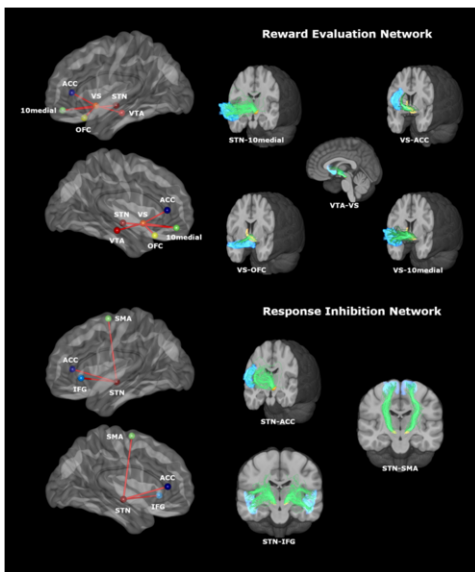 Reward Evaluation Network
ACC
VS
STN
10medial
VTA
OFC
STN-10medial
VS-ACC
VTA-VS
ACC
STN
VS
VTA
OFC
10medial
VS-OFC
VS-10medial
Response Inhibition Network
SMA
ACC
IFG
STN
STN-ACC
STN-SMA
SMA
ACC
STN
IFG
STN-IFG